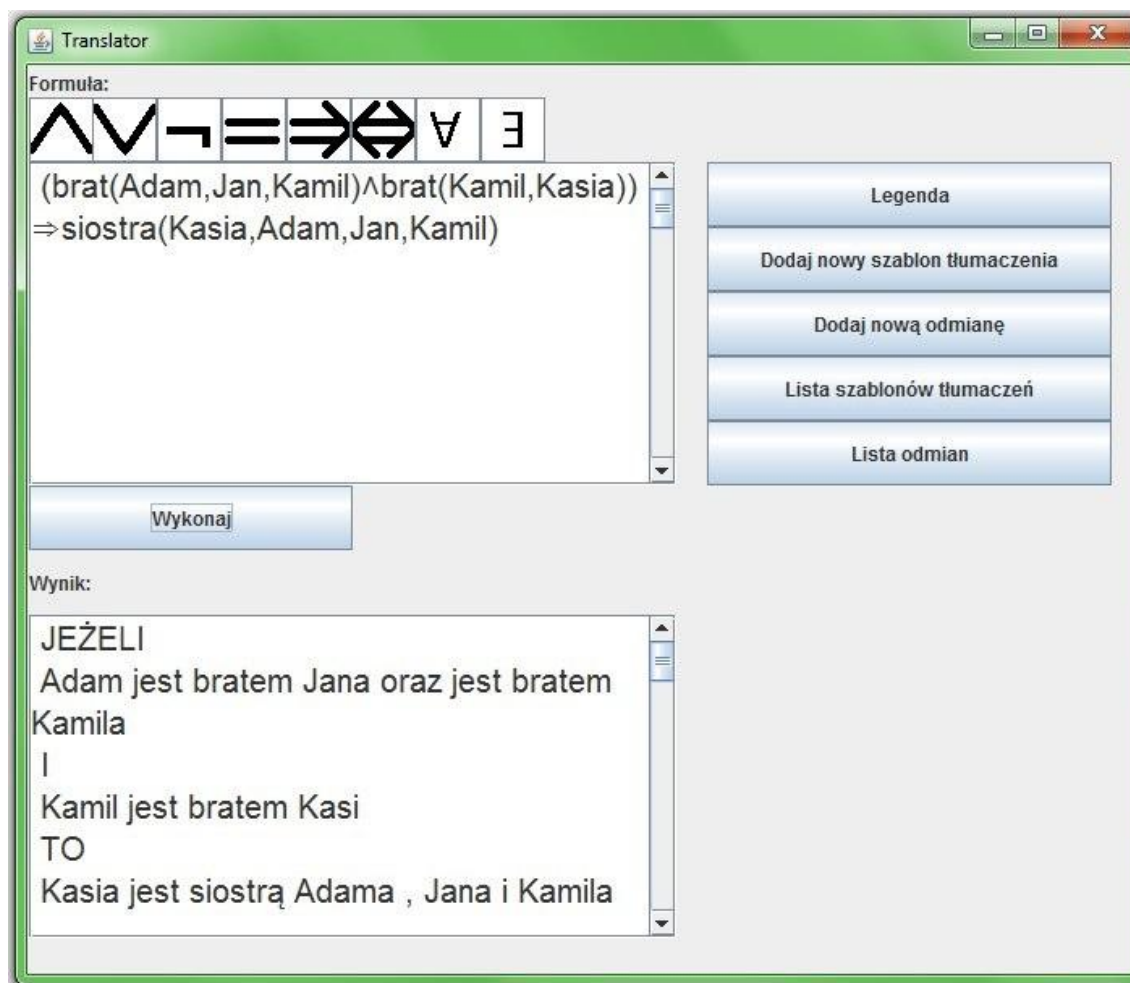 Translator
Formuła:
∧ ∨ ¬ = ⇒ ⇔ ∀ ∃
(brat(Adam,Jan,Kamil)∧brat(Kamil,Kasia))
⇒siostra(Kasia,Adam,Jan,Kamil)
Legenda
Dodaj nowy szablon tłumaczenia
Dodaj nową odmianę
Lista szablonów tłumaczeń
Lista odmian
Wykonaj
Wynik:
JEŻELI
Adam jest bratem Jana oraz jest bratem
Kamila
I
Kamil jest bratem Kasi
TO
Kasia jest siostrą Adama , Jana i Kamila